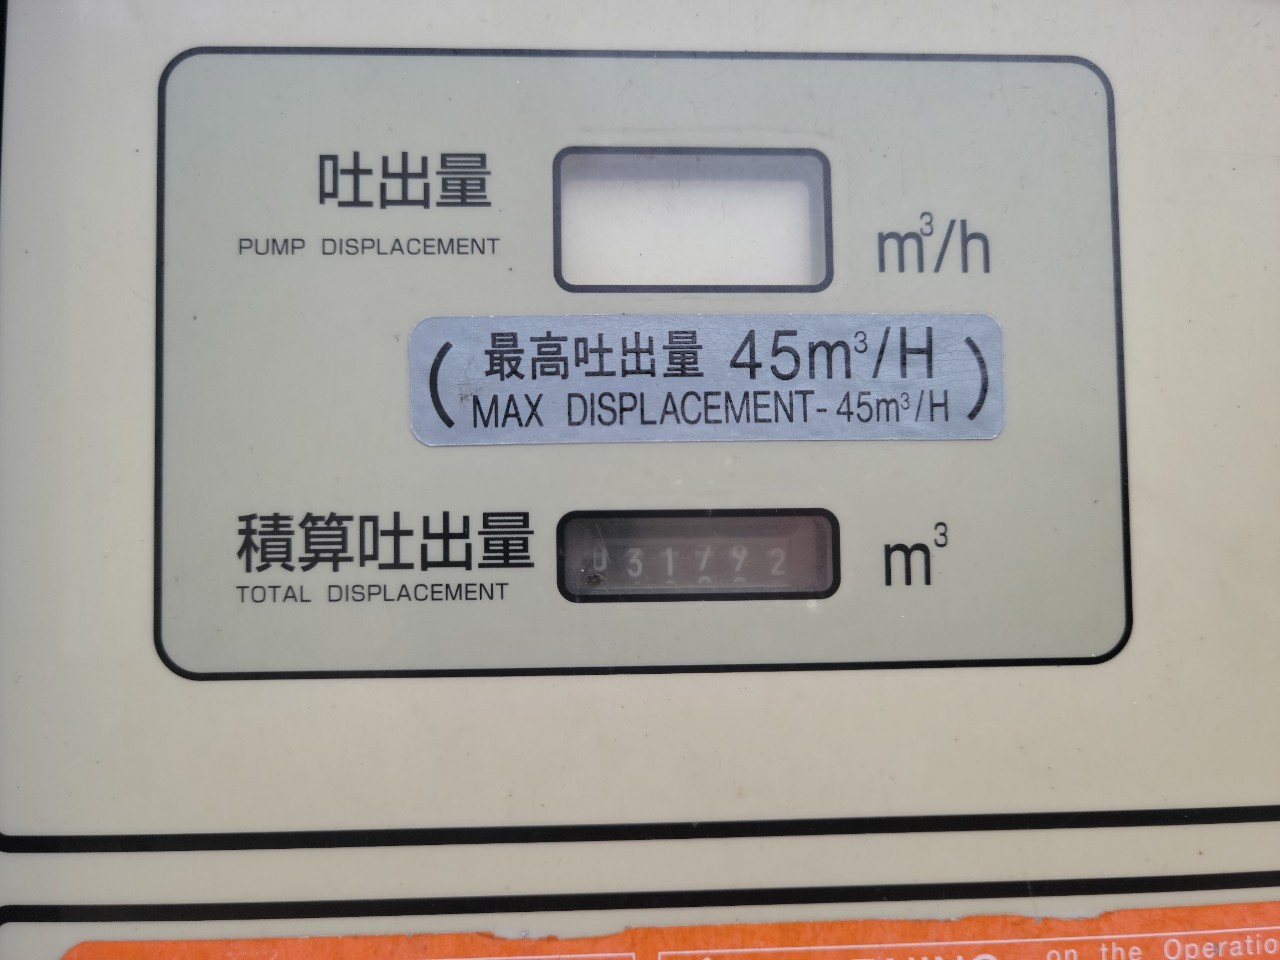 吐出量
PUMP DISPLACEMENT
m³/h
(最高吐出量 45m³/H
MAX DISPLACEMENT-45m³/H)
積算吐出量
TOTAL DISPLACEMENT
031792
m³
on the Operatio